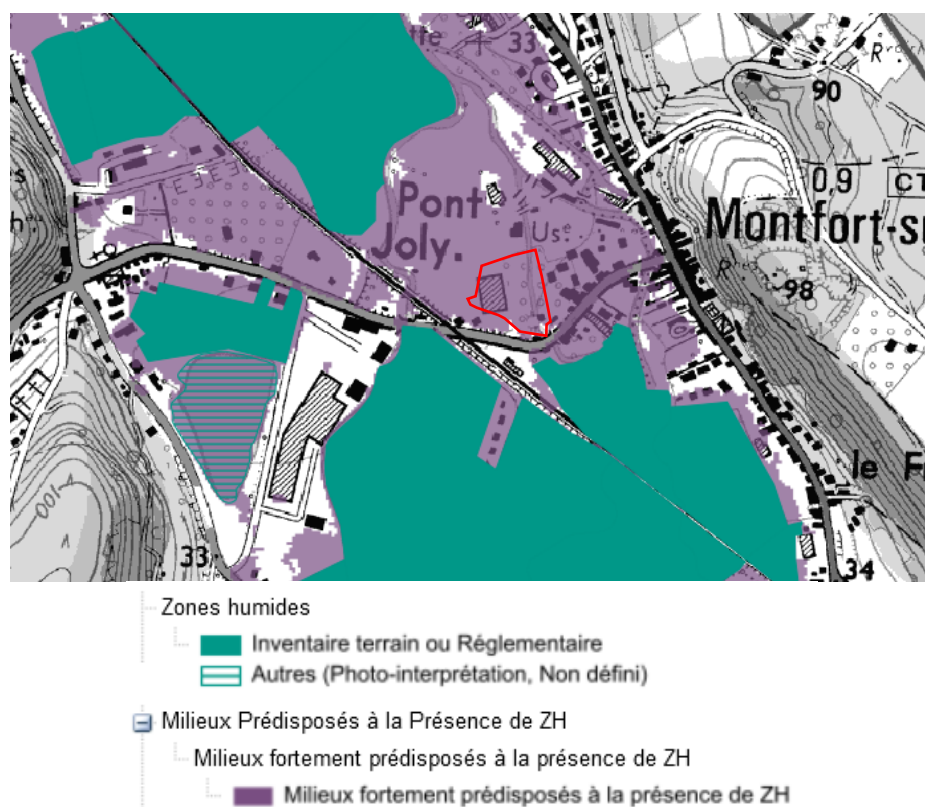 33
90
0,9
CT
Pont
Joly.
Us.e
Montfort-s
98
100
le F
33
34
Zones humides
Inventaire terrain ou Réglementaire
Autres (Photo-interprétation, Non défini)
Milieux Prédisposés à la Présence de ZH
Milieux fortement prédisposés à la présence de ZH
Milieux fortement prédisposés à la présence de ZH